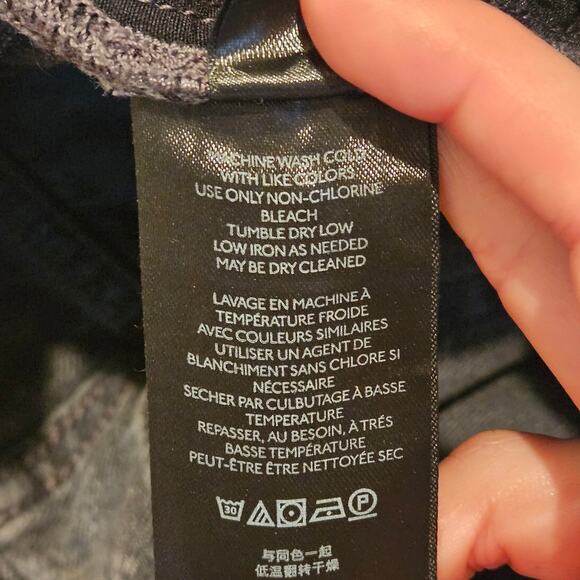 MACHINE WASH COLD
WITH LIKE COLORS
USE ONLY NON-CHLORINE
BLEACH
TUMBLE DRY LOW
LOW IRON AS NEEDED
MAY BE DRY CLEANED
LAVAGE EN MACHINE À
TEMPÉRATURE FROIDE
AVEC COULEURS SIMILAIRES
UTILISER UN AGENT DE
BLANCHIMENT SANS CHLORE SI
NÉCESSAIRE
SECHER PAR CULBUTAGE À BASSE
TEMPERATURE
REPASSER, AU BESOIN, À TRÉS
BASSE TEMPÉRATURE
PEUT-ÊTRE ÊTRE NETTOYÉE SEC
30 P
与同色一起
低温翻转干燥